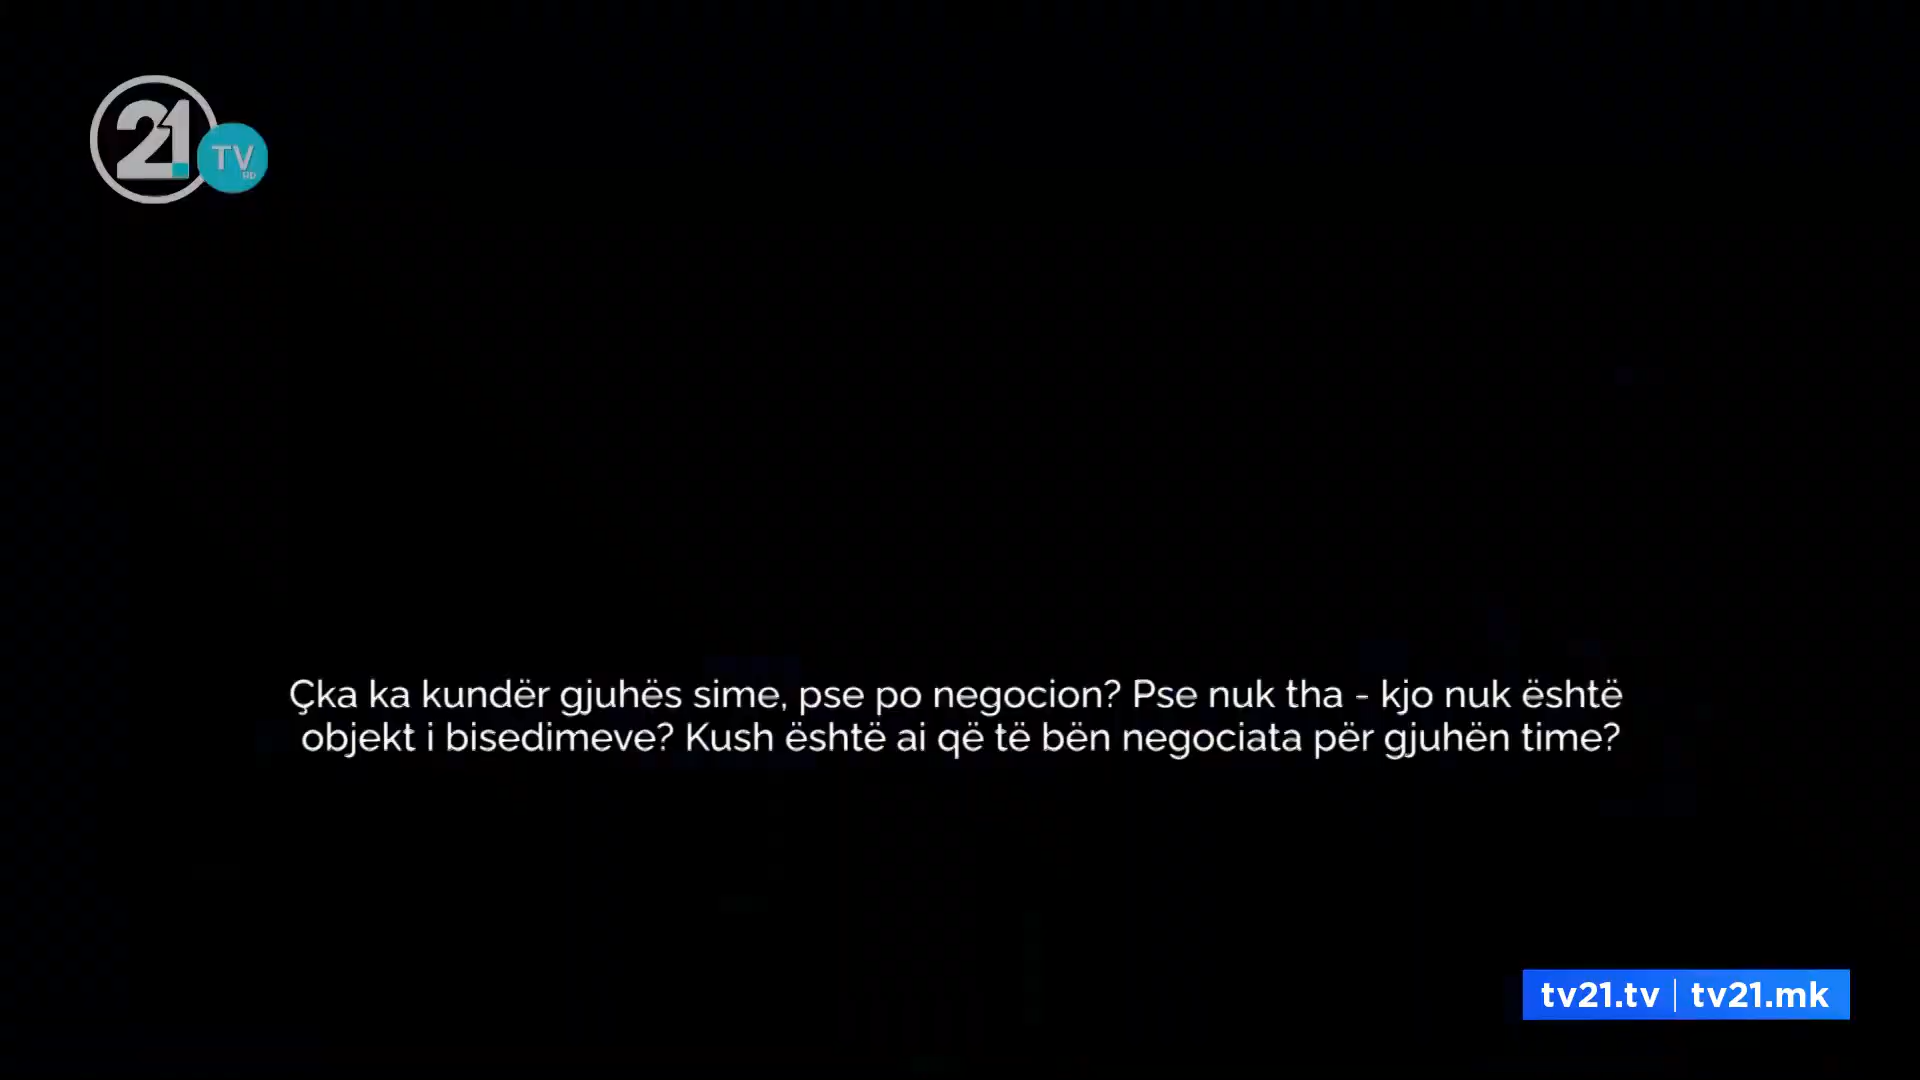 21 TV HD
Çka ka kundër gjuhës sime, pse po negocion? Pse nuk tha - kjo nuk është
objekt i bisedimeve? Kush është ai që të bën negociata për gjuhën time?
tv21.tv | tv21.mk